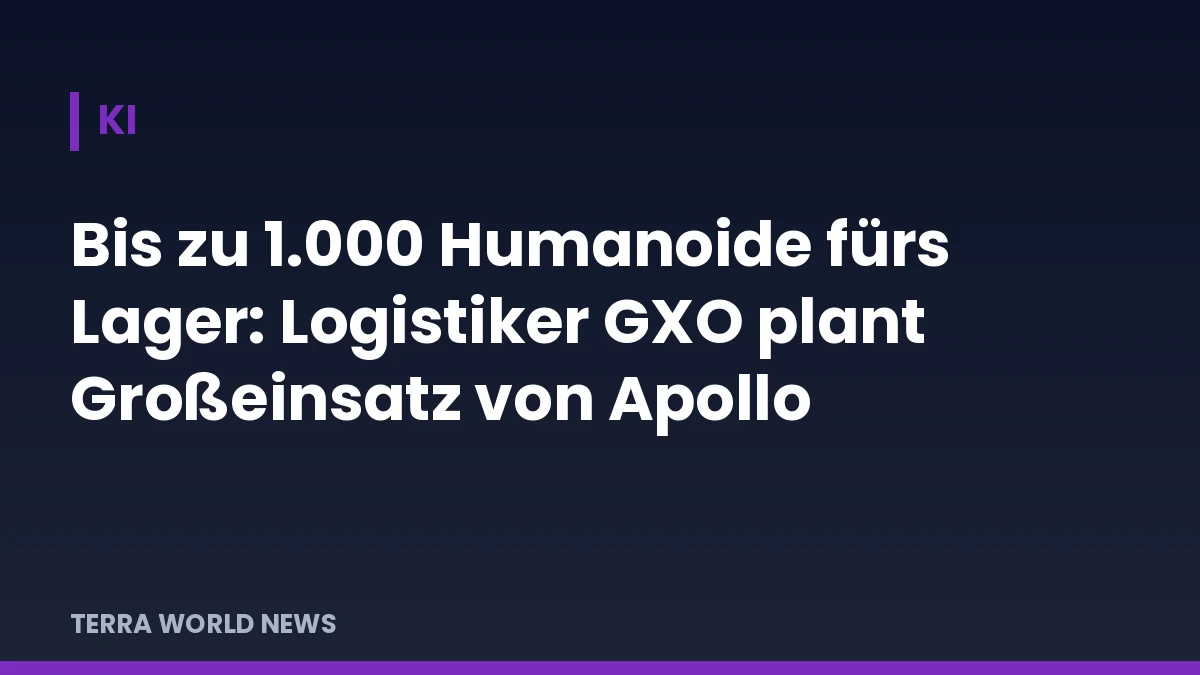 KI
Bis zu 1.000 Humanoide fürs
Lager: Logistiker GXO plant
Großeinsatz von Apollo
TERRA WORLD NEWS